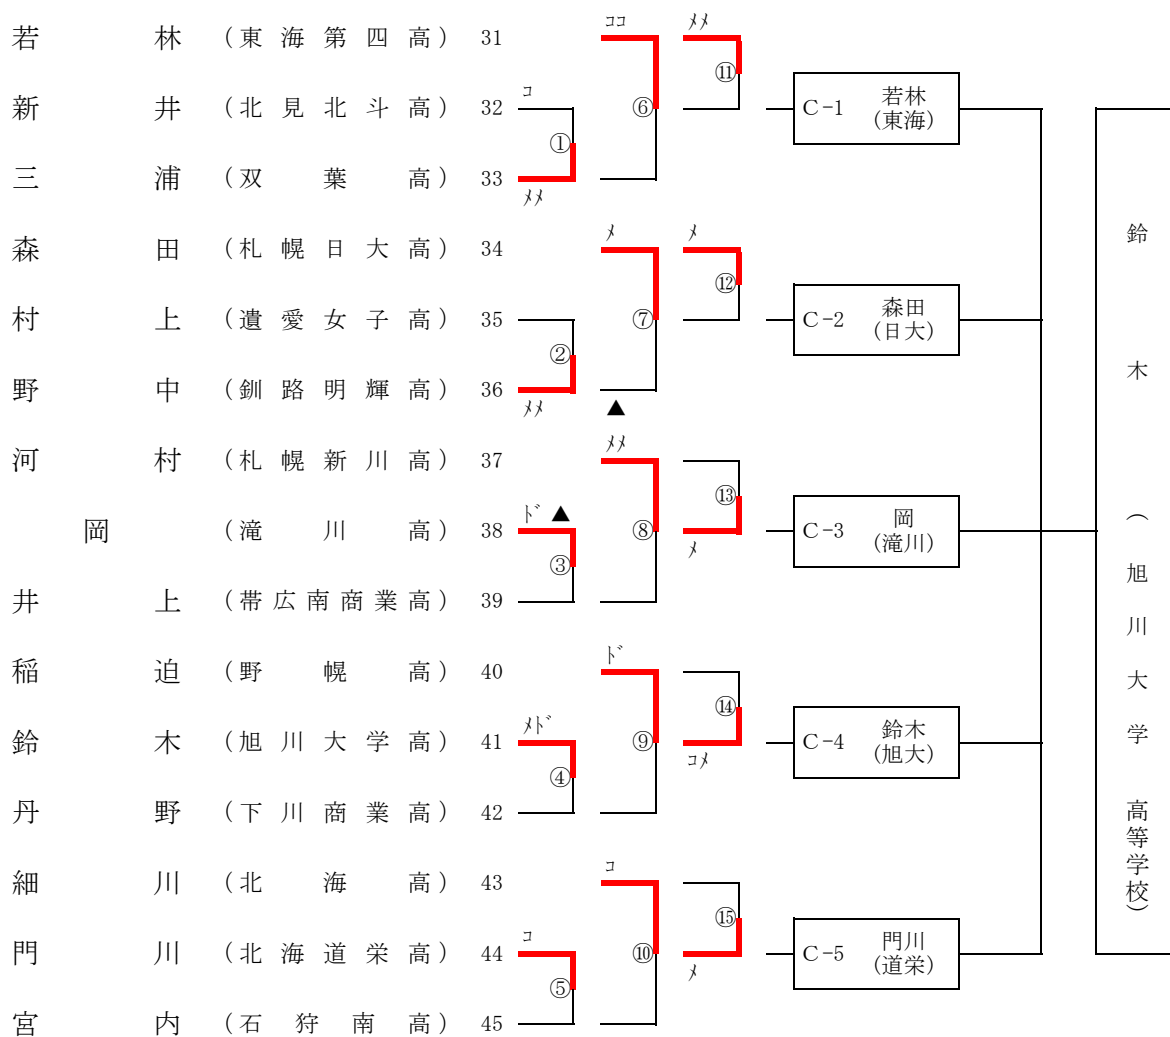 ココ メメ
若林 (東海第四高) 31
⑪
コ
新井 (北見北斗高) 32 ⑥ C-1 若林
(東海)
①
三浦 (双葉高) 33
メメ
メ メ
森田 (札幌日大高) 34
⑫
村上 (遺愛女子高) 35 ⑦ C-2 森田
(日大)
②
野中 (釧路明輝高) 36
メメ ▲
メメ
河村 (札幌新川高) 37
⑬
ド ▲
岡 (滝川高) 38 ⑧ C-3 岡
(滝川)
③ メ
井上 (帯広南商業高) 39
ド
稲迫 (野幌高) 40
⑭
メド
鈴木 (旭川大学高) 41 ⑨ C-4 鈴木
(旭大)
④ コメ
丹野 (下川商業高) 42
コ
細川 (北海高) 43
⑮
コ
門川 (北海道栄高) 44 ⑩ C-5 門川
(道栄)
⑤ メ
宮内 (石狩南高) 45
鈴木 (旭川大学高等学校)